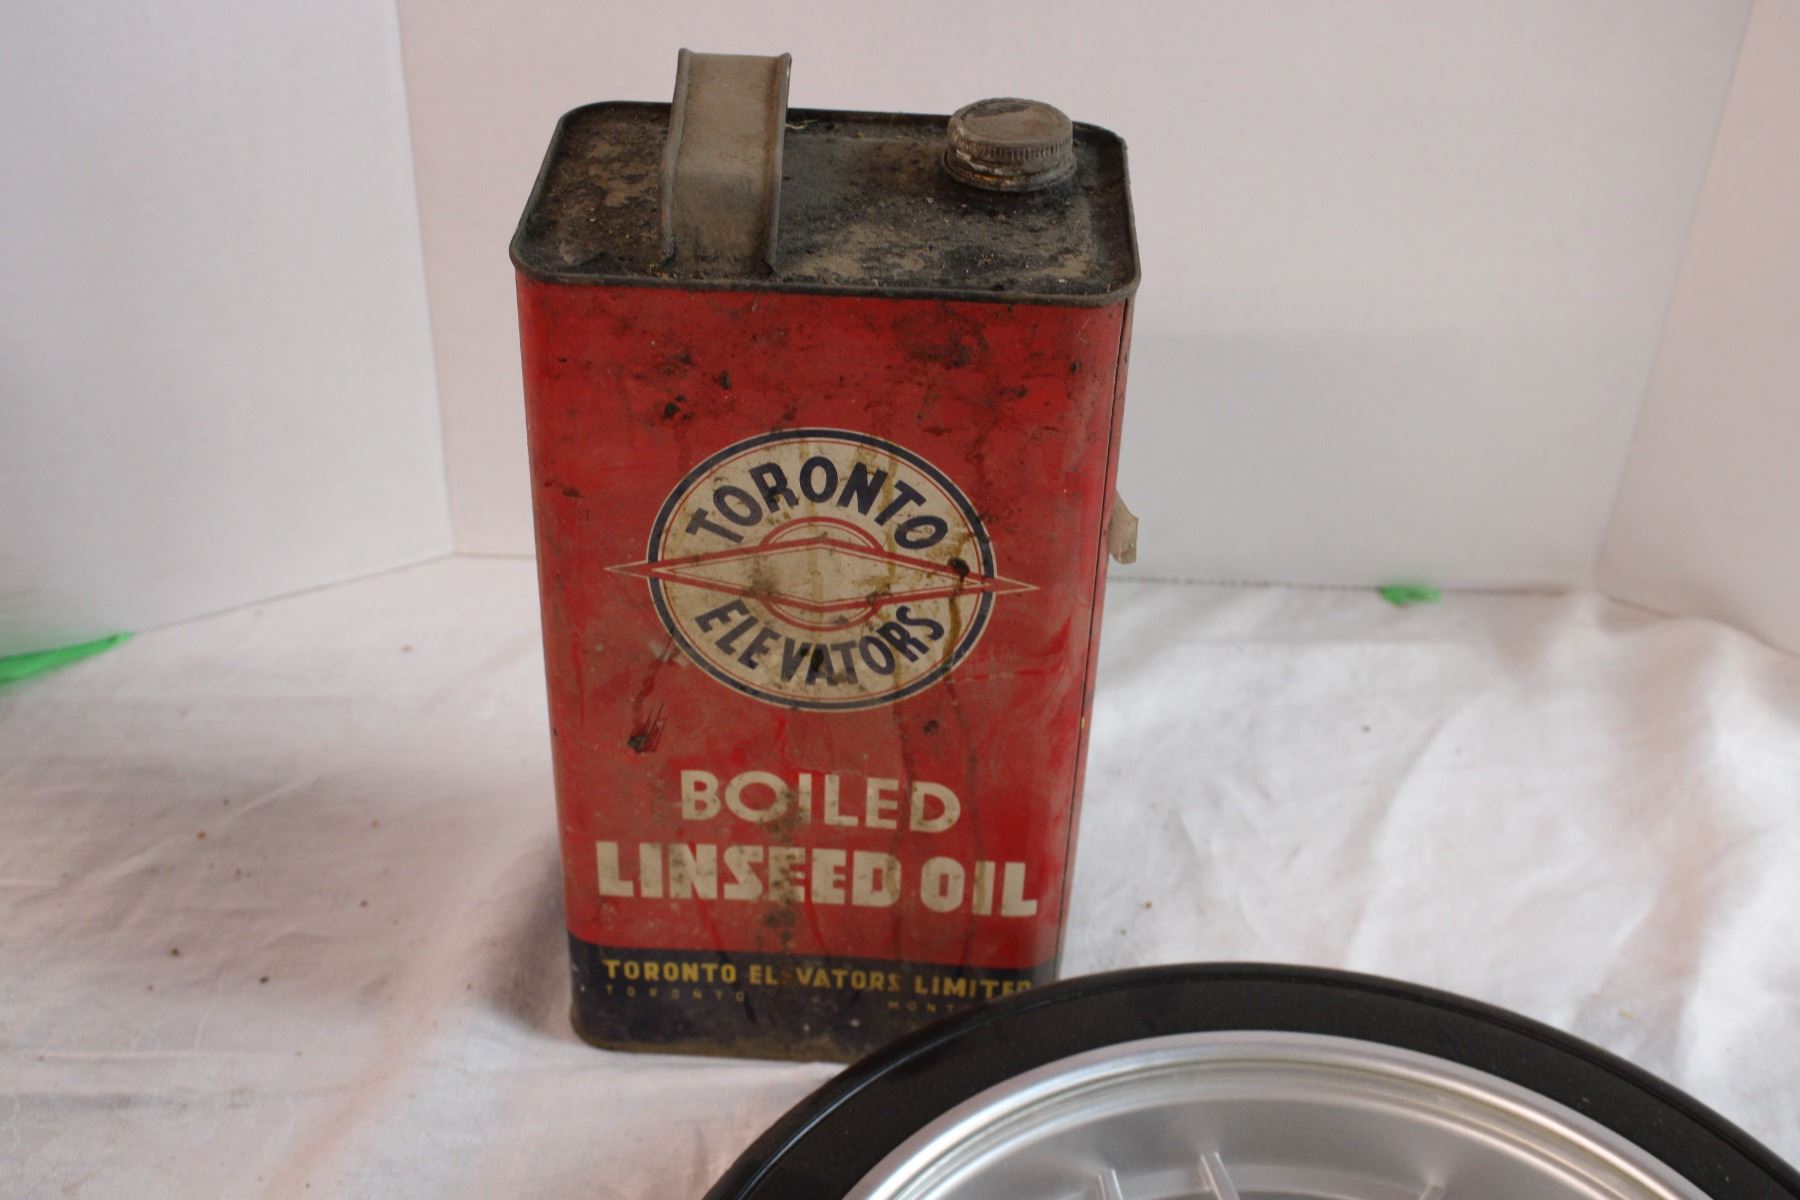 TORONTO
ELEVATORS
BOILED
LINSEED OIL
TORONTO ELEVATORS LIMITED
TORONTO